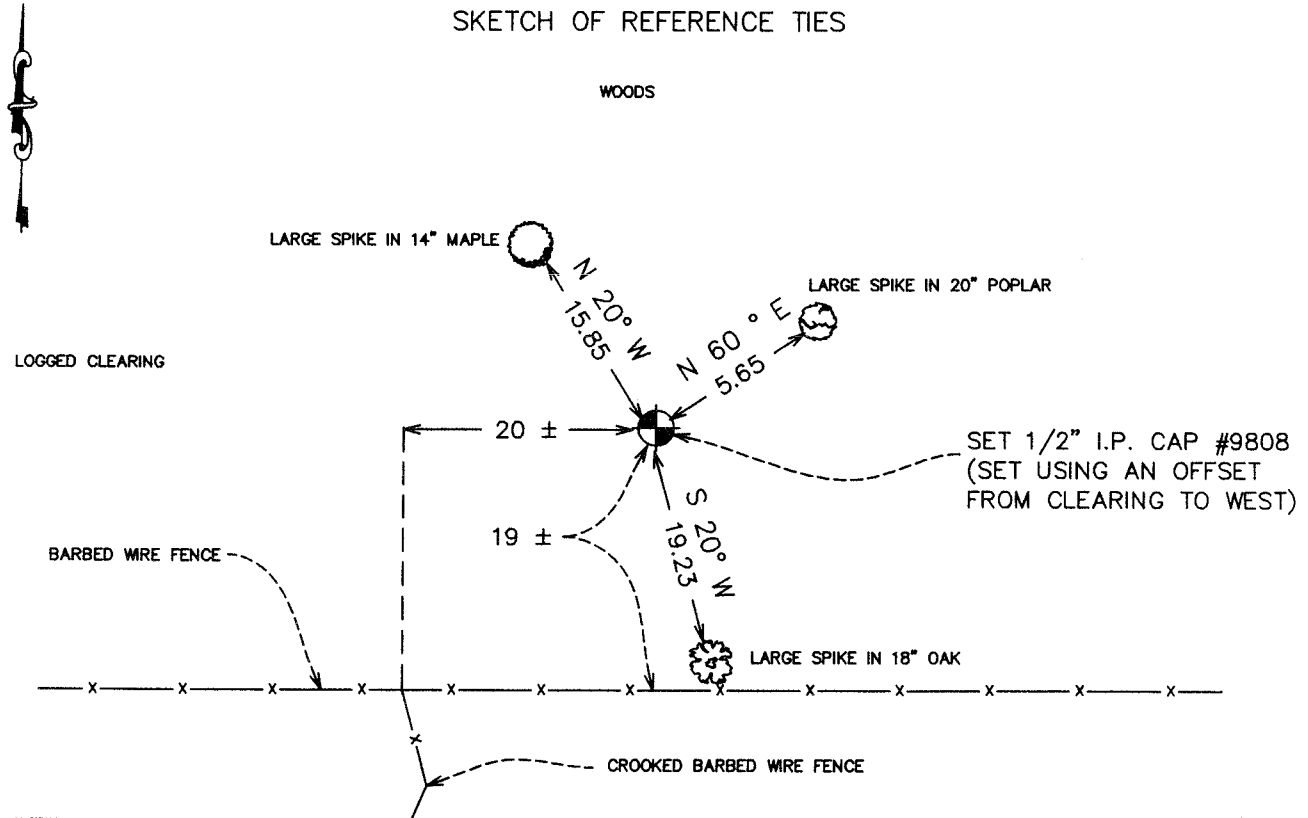 SKETCH OF REFERENCE TIES
WOODS
LARGE SPIKE IN 14" MAPLE
N 20° W
15.85
LARGE SPIKE IN 20" POPLAR
N 60 ° E
5.65
LOGGED CLEARING
20 ±
SET 1/2" I.P. CAP #9808
(SET USING AN OFFSET
FROM CLEARING TO WEST)
S 20° W
19.23
19 ±
BARBED WIRE FENCE
LARGE SPIKE IN 18" OAK
CROOKED BARBED WIRE FENCE